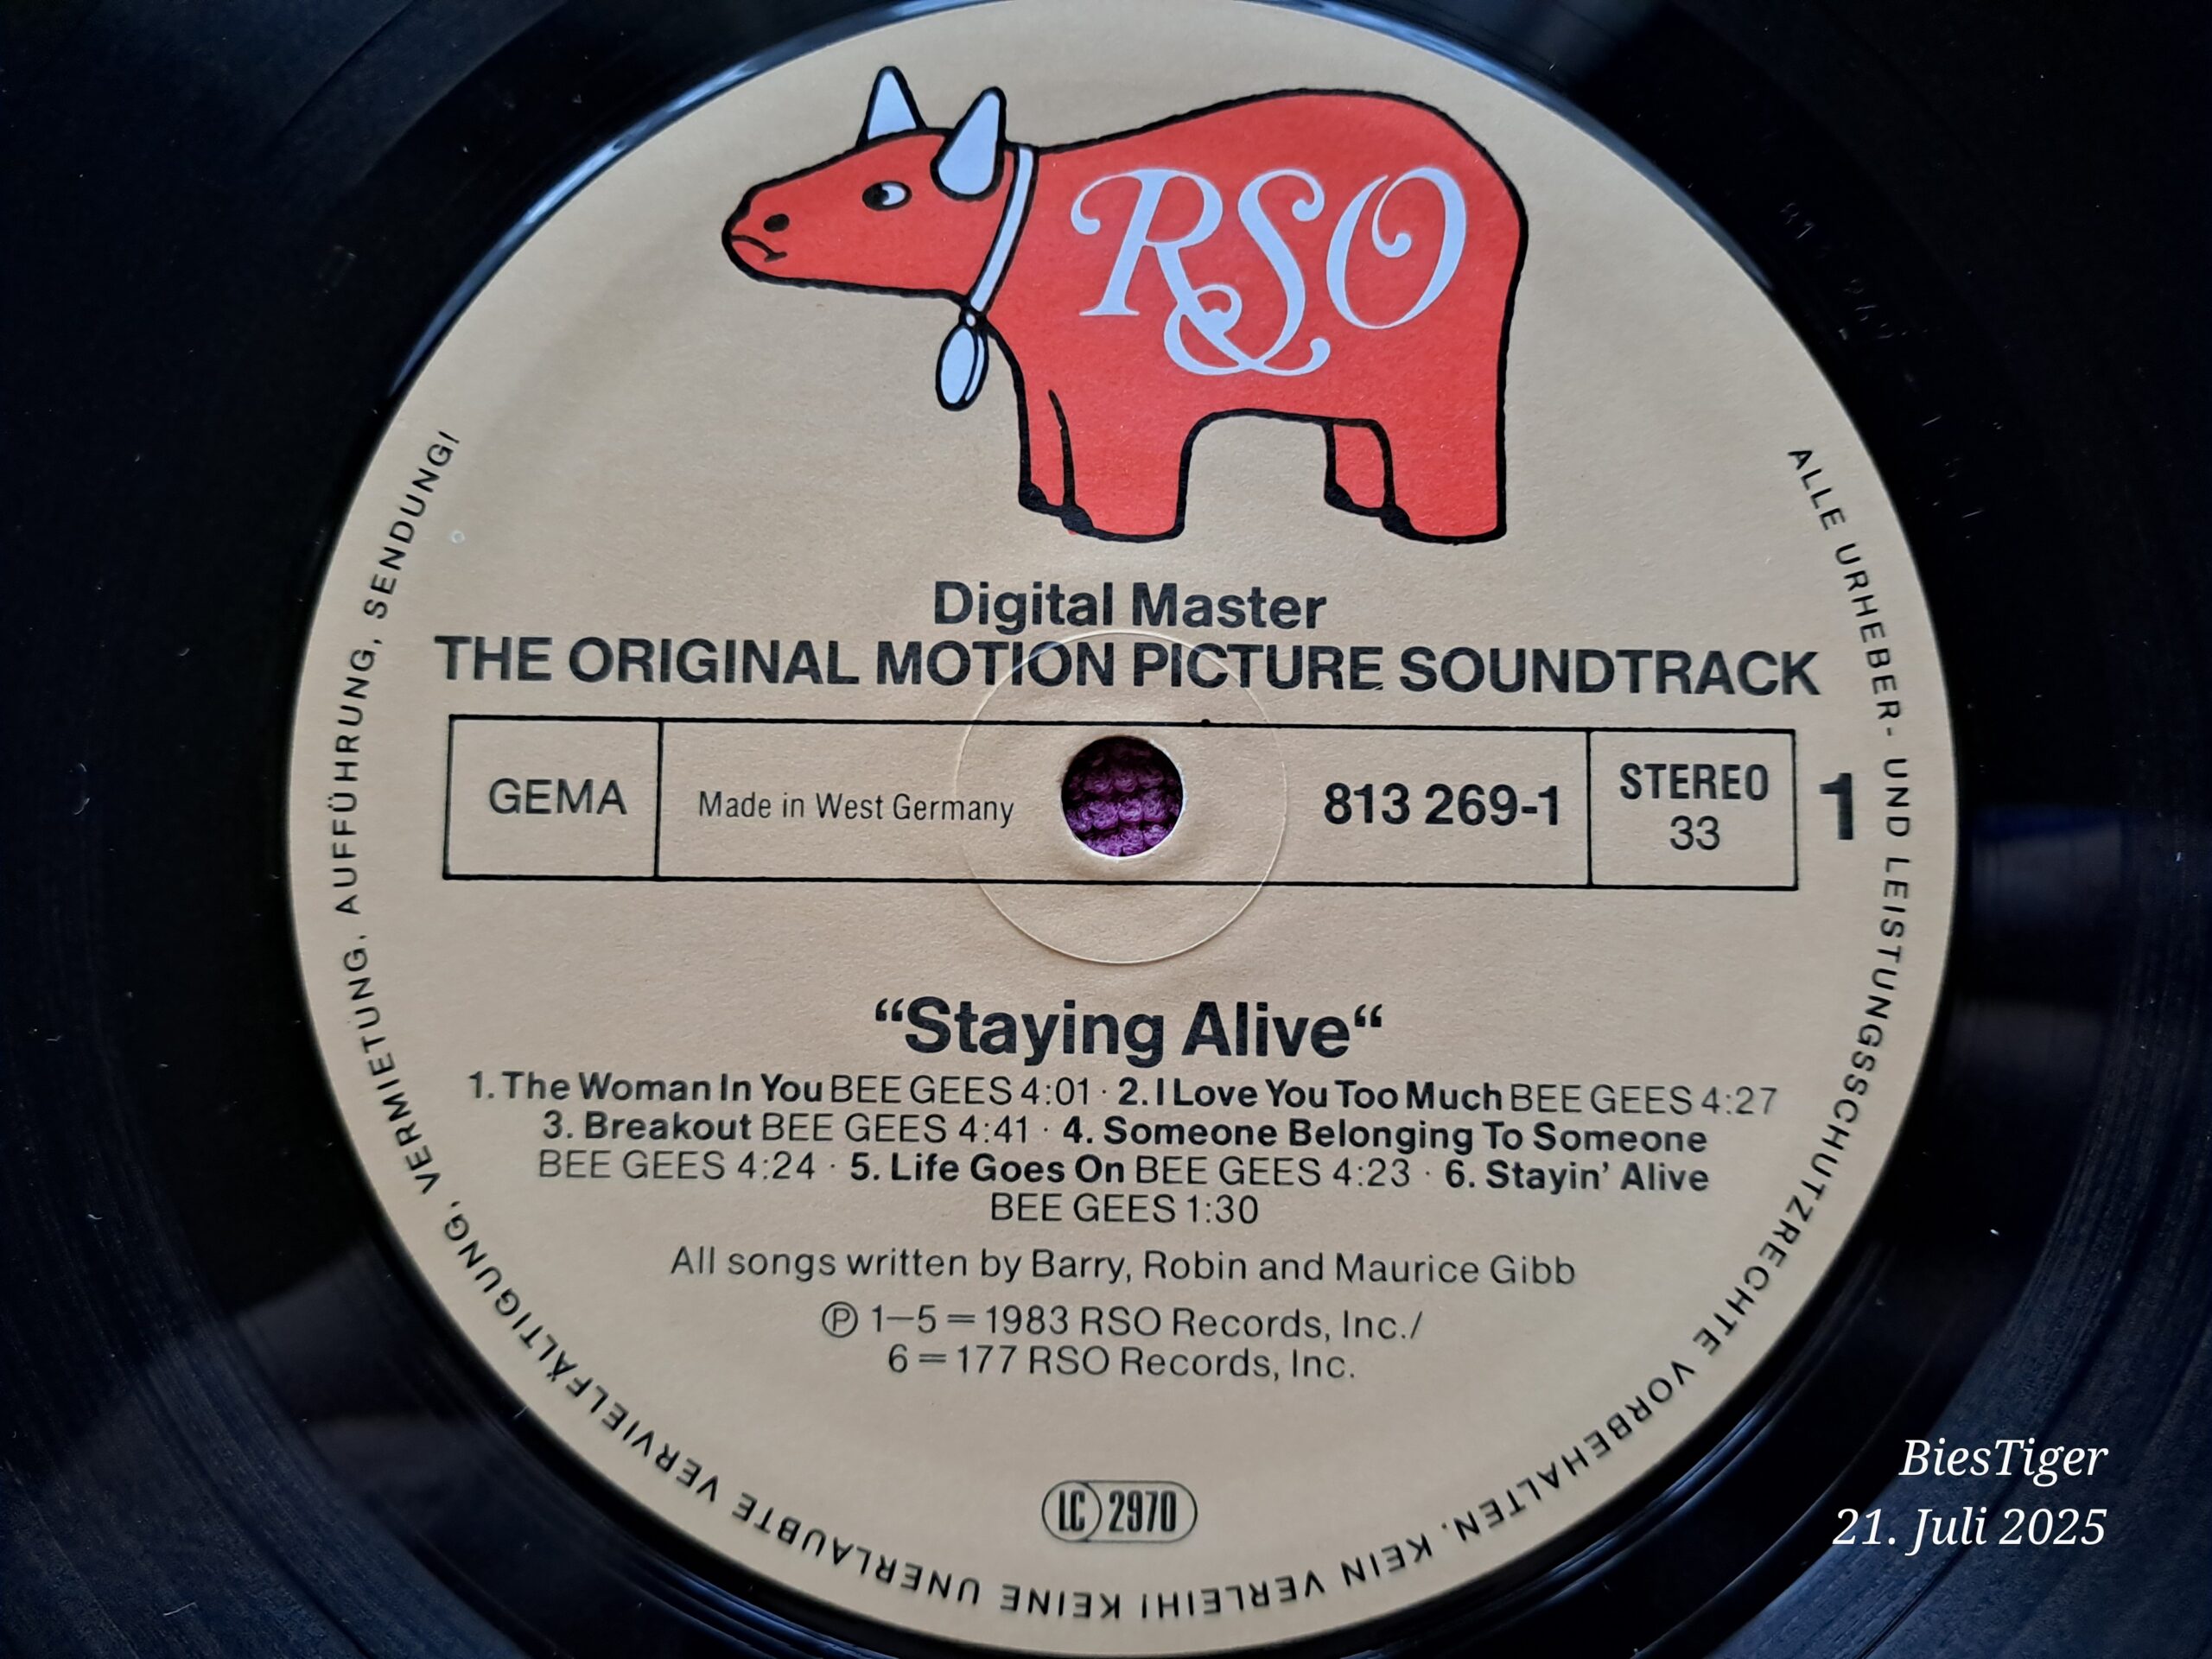 RSO
Digital Master
THE ORIGINAL MOTION PICTURE SOUNDTRACK
GEMA
Made in West Germany
813 269-1
STEREO
33
1
“Staying Alive“
1. The Woman In You BEE GEES 4:01 · 2. I Love You Too Much BEE GEES 4:27
3. Breakout BEE GEES 4:41 · 4. Someone Belonging To Someone
BEE GEES 4:24 · 5. Life Goes On BEE GEES 4:23 · 6. Stayin’ Alive
BEE GEES 1:30
All songs written by Barry, Robin and Maurice Gibb
Ⓟ 1–5 = 1983 RSO Records, Inc./
6 = 177 RSO Records, Inc.
LC 2970
ALLE URHEBER- UND LEISTUNGSSCHUTZRECHTE VORBEHALTEN. KEIN VERLEIH! KEINE UNERLAUBTE VERVIELFÄLTIGUNG, VERMIETUNG, AUFFÜHRUNG, SENDUNG!
BiesTiger
21. Juli 2025